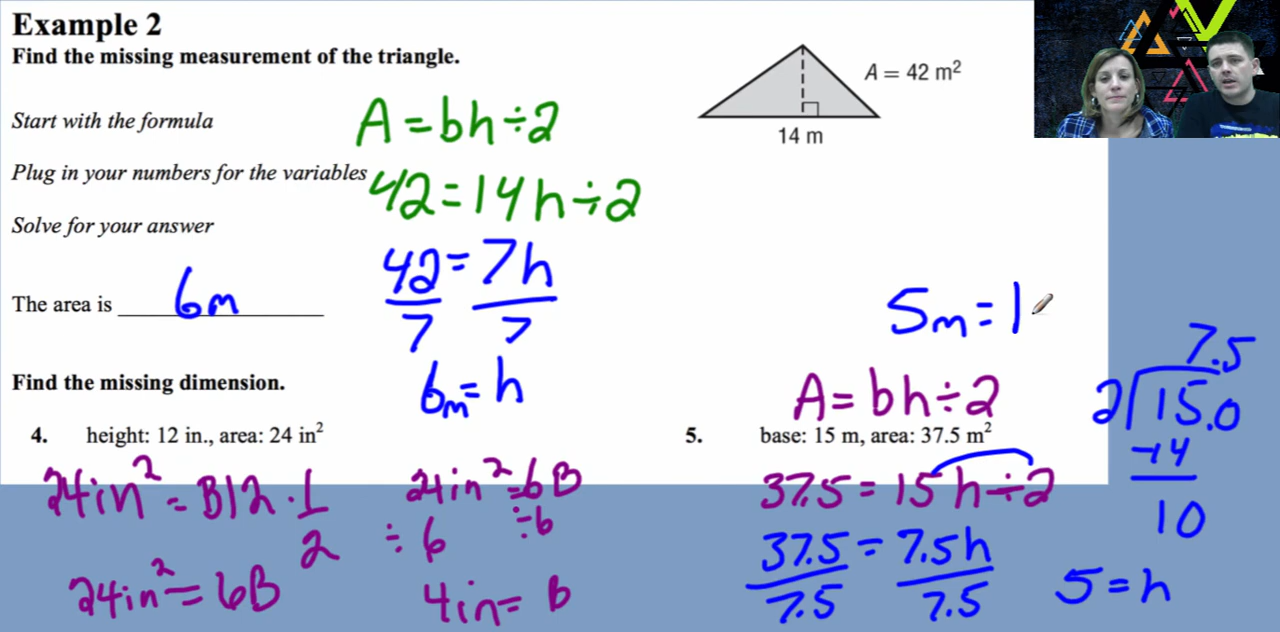 Example 2
Find the missing measurement of the triangle.
A = 42 m²
14 m
Start with the formula
A = bh ÷ 2
Plug in your numbers for the variables
42 = 14h ÷ 2
Solve for your answer
42 = 7h
7 7
The area is 6m
6m = h
5m = 1
Find the missing dimension.
4. height: 12 in., area: 24 in²
24in² = B12 · 1
2
24in² = 6B
24in² = 6B
÷ 6 ÷6
4in = B
A = bh ÷ 2
5. base: 15 m, area: 37.5 m²
37.5 = 15h ÷ 2
37.5 = 7.5h
7.5 7.5
5 = h
7.5
2 15.0
-14
10